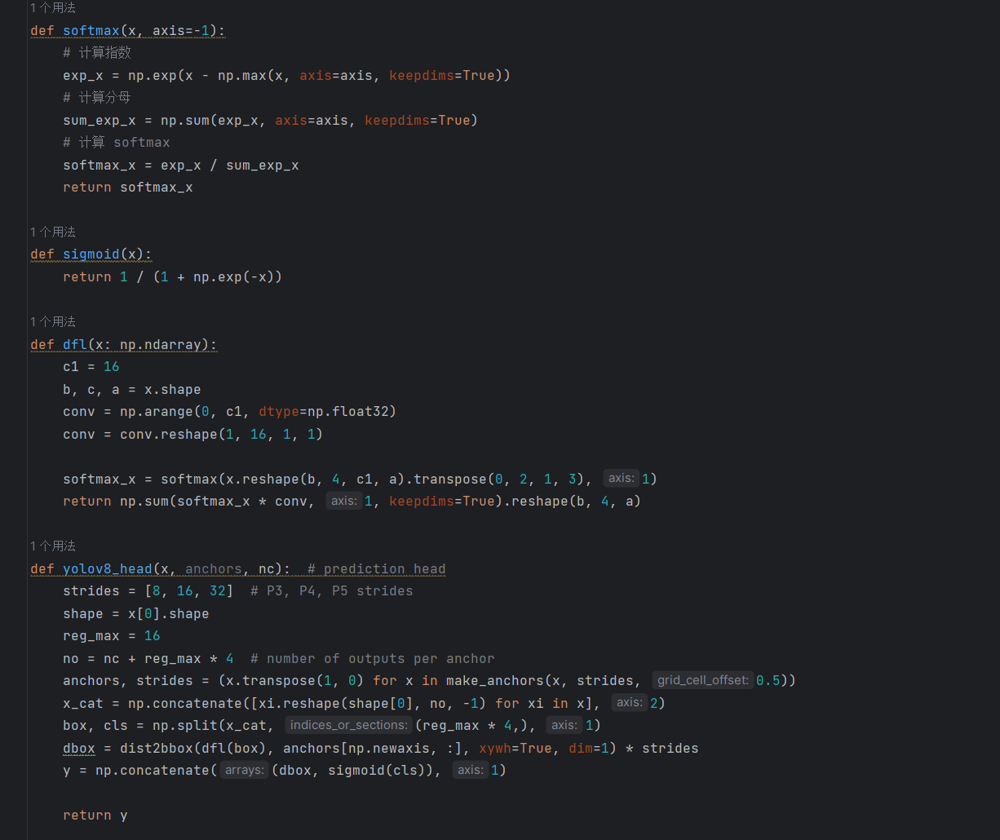 1 个用法
def softmax(x, axis=-1):
    # 计算指数
    exp_x = np.exp(x - np.max(x, axis=axis, keepdims=True))
    # 计算分母
    sum_exp_x = np.sum(exp_x, axis=axis, keepdims=True)
    # 计算 softmax
    softmax_x = exp_x / sum_exp_x
    return softmax_x
1 个用法
def sigmoid(x):
    return 1 / (1 + np.exp(-x))
1 个用法
def dfl(x: np.ndarray):
    c1 = 16
    b, c, a = x.shape
    conv = np.arange(0, c1, dtype=np.float32)
    conv = conv.reshape(1, 16, 1, 1)
    softmax_x = softmax(x.reshape(b, 4, c1, a).transpose(0, 2, 1, 3), axis: 1)
    return np.sum(softmax_x * conv, axis: 1, keepdims=True).reshape(b, 4, a)
1 个用法
def yolov8_head(x, anchors, nc):  # prediction head
    strides = [8, 16, 32]  # P3, P4, P5 strides
    shape = x[0].shape
    reg_max = 16
    no = nc + reg_max * 4  # number of outputs per anchor
    anchors, strides = (x.transpose(1, 0) for x in make_anchors(x, strides, grid_cell_offset: 0.5))
    x_cat = np.concatenate([xi.reshape(shape[0], no, -1) for xi in x], axis: 2)
    box, cls = np.split(x_cat, indices_or_sections: (reg_max * 4,), axis: 1)
    dbox = dist2bbox(dfl(box), anchors[np.newaxis, :], xywh=True, dim=1) * strides
    y = np.concatenate( arrays: (dbox, sigmoid(cls)), axis: 1)
    return y